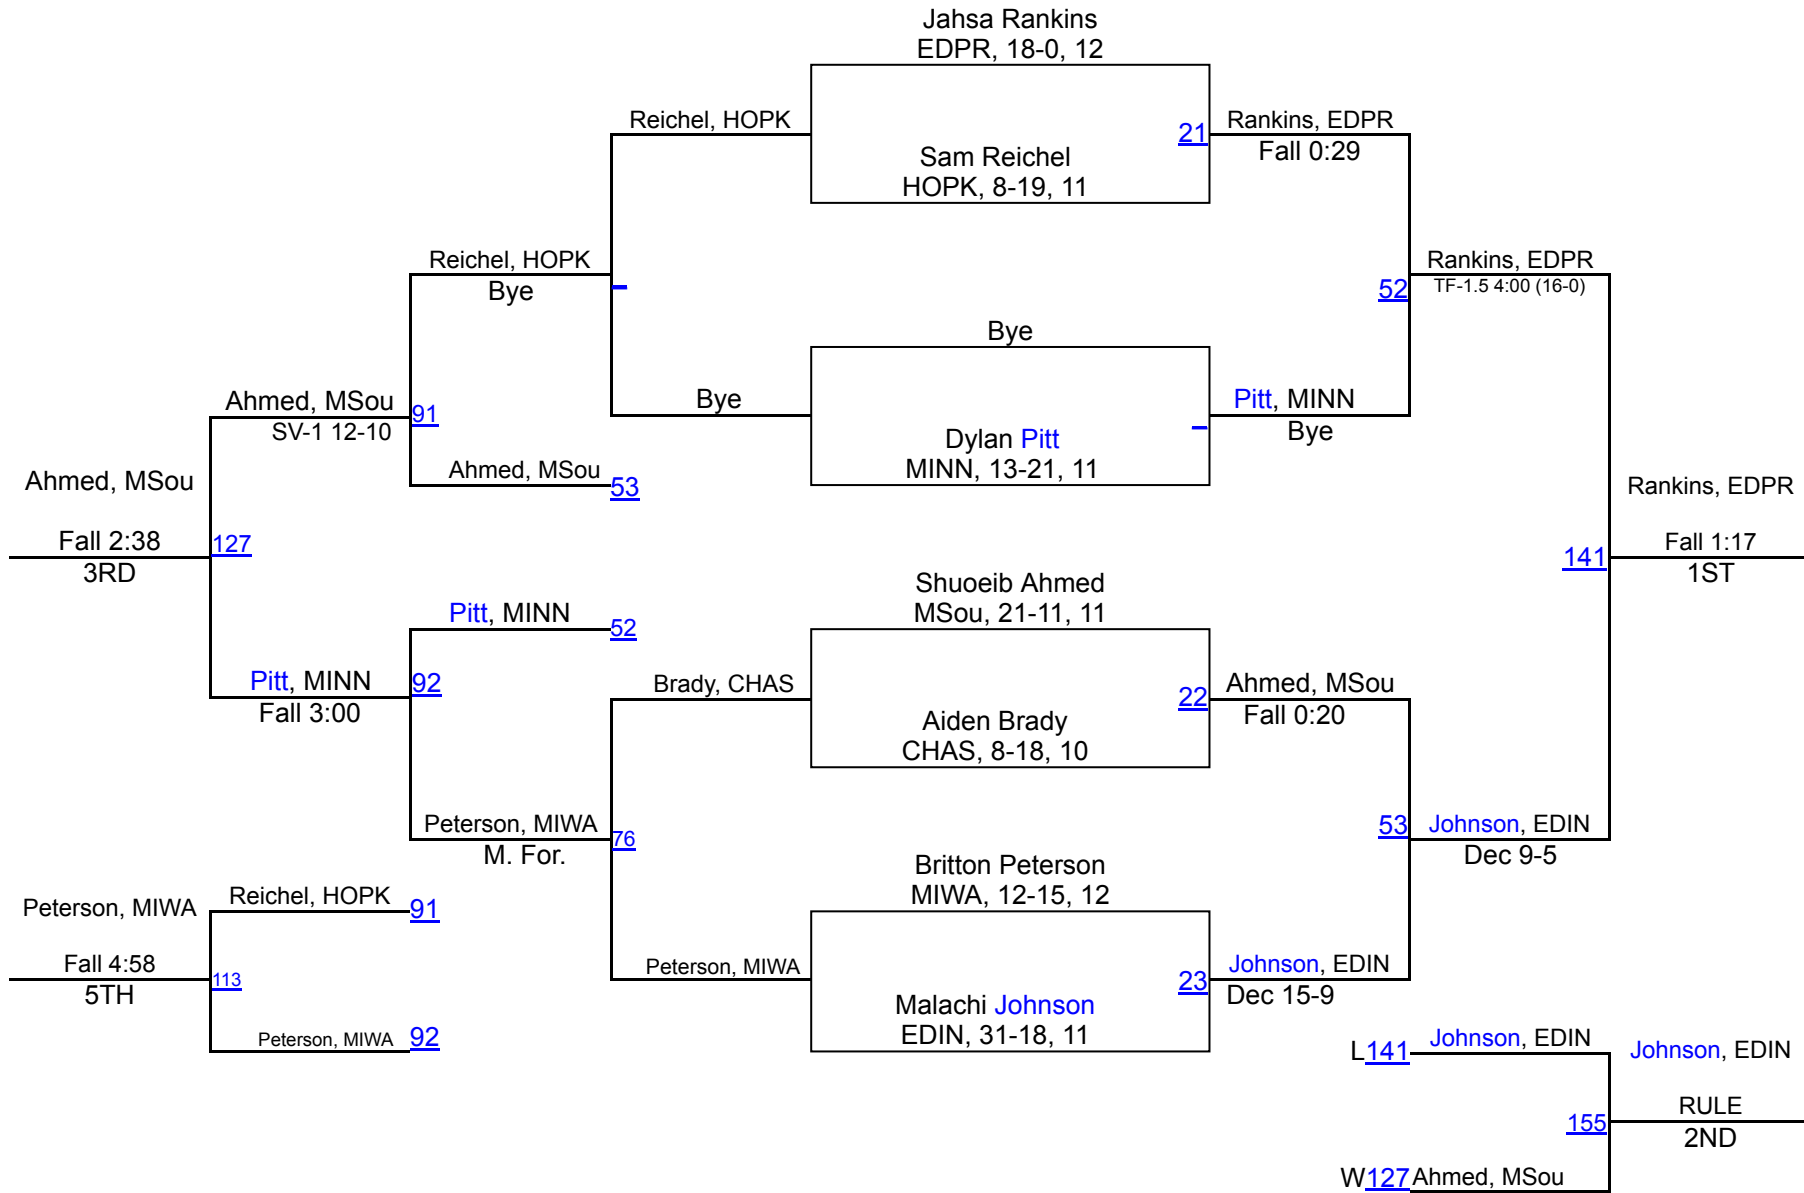 Jahsa Rankins
EDPR, 18-0, 12
Reichel, HOPK
21
Rankins, EDPR
Fall 0:29
Sam Reichel
HOPK, 8-19, 11
Reichel, HOPK
Bye
52
Rankins, EDPR
TF-1.5 4:00 (16-0)
Bye
Bye
Pitt, MINN
Bye
Dylan Pitt
MINN, 13-21, 11
Ahmed, MSou
SV-1 12-10
91
Ahmed, MSou
53
Ahmed, MSou
Fall 2:38
3RD
127
Rankins, EDPR
141
Fall 1:17
1ST
Shuoeib Ahmed
MSou, 21-11, 11
Pitt, MINN
52
Pitt, MINN
Fall 3:00
92
Brady, CHAS
22
Ahmed, MSou
Fall 0:20
Aiden Brady
CHAS, 8-18, 10
Peterson, MIWA
M. For.
76
53
Johnson, EDIN
Dec 9-5
Britton Peterson
MIWA, 12-15, 12
Peterson, MIWA
Reichel, HOPK
91
Fall 4:58
5TH
113
Peterson, MIWA
23
Johnson, EDIN
Dec 15-9
Malachi Johnson
EDIN, 31-18, 11
Peterson, MIWA
92
L141
Johnson, EDIN
Johnson, EDIN
155
RULE
2ND
W127
Ahmed, MSou